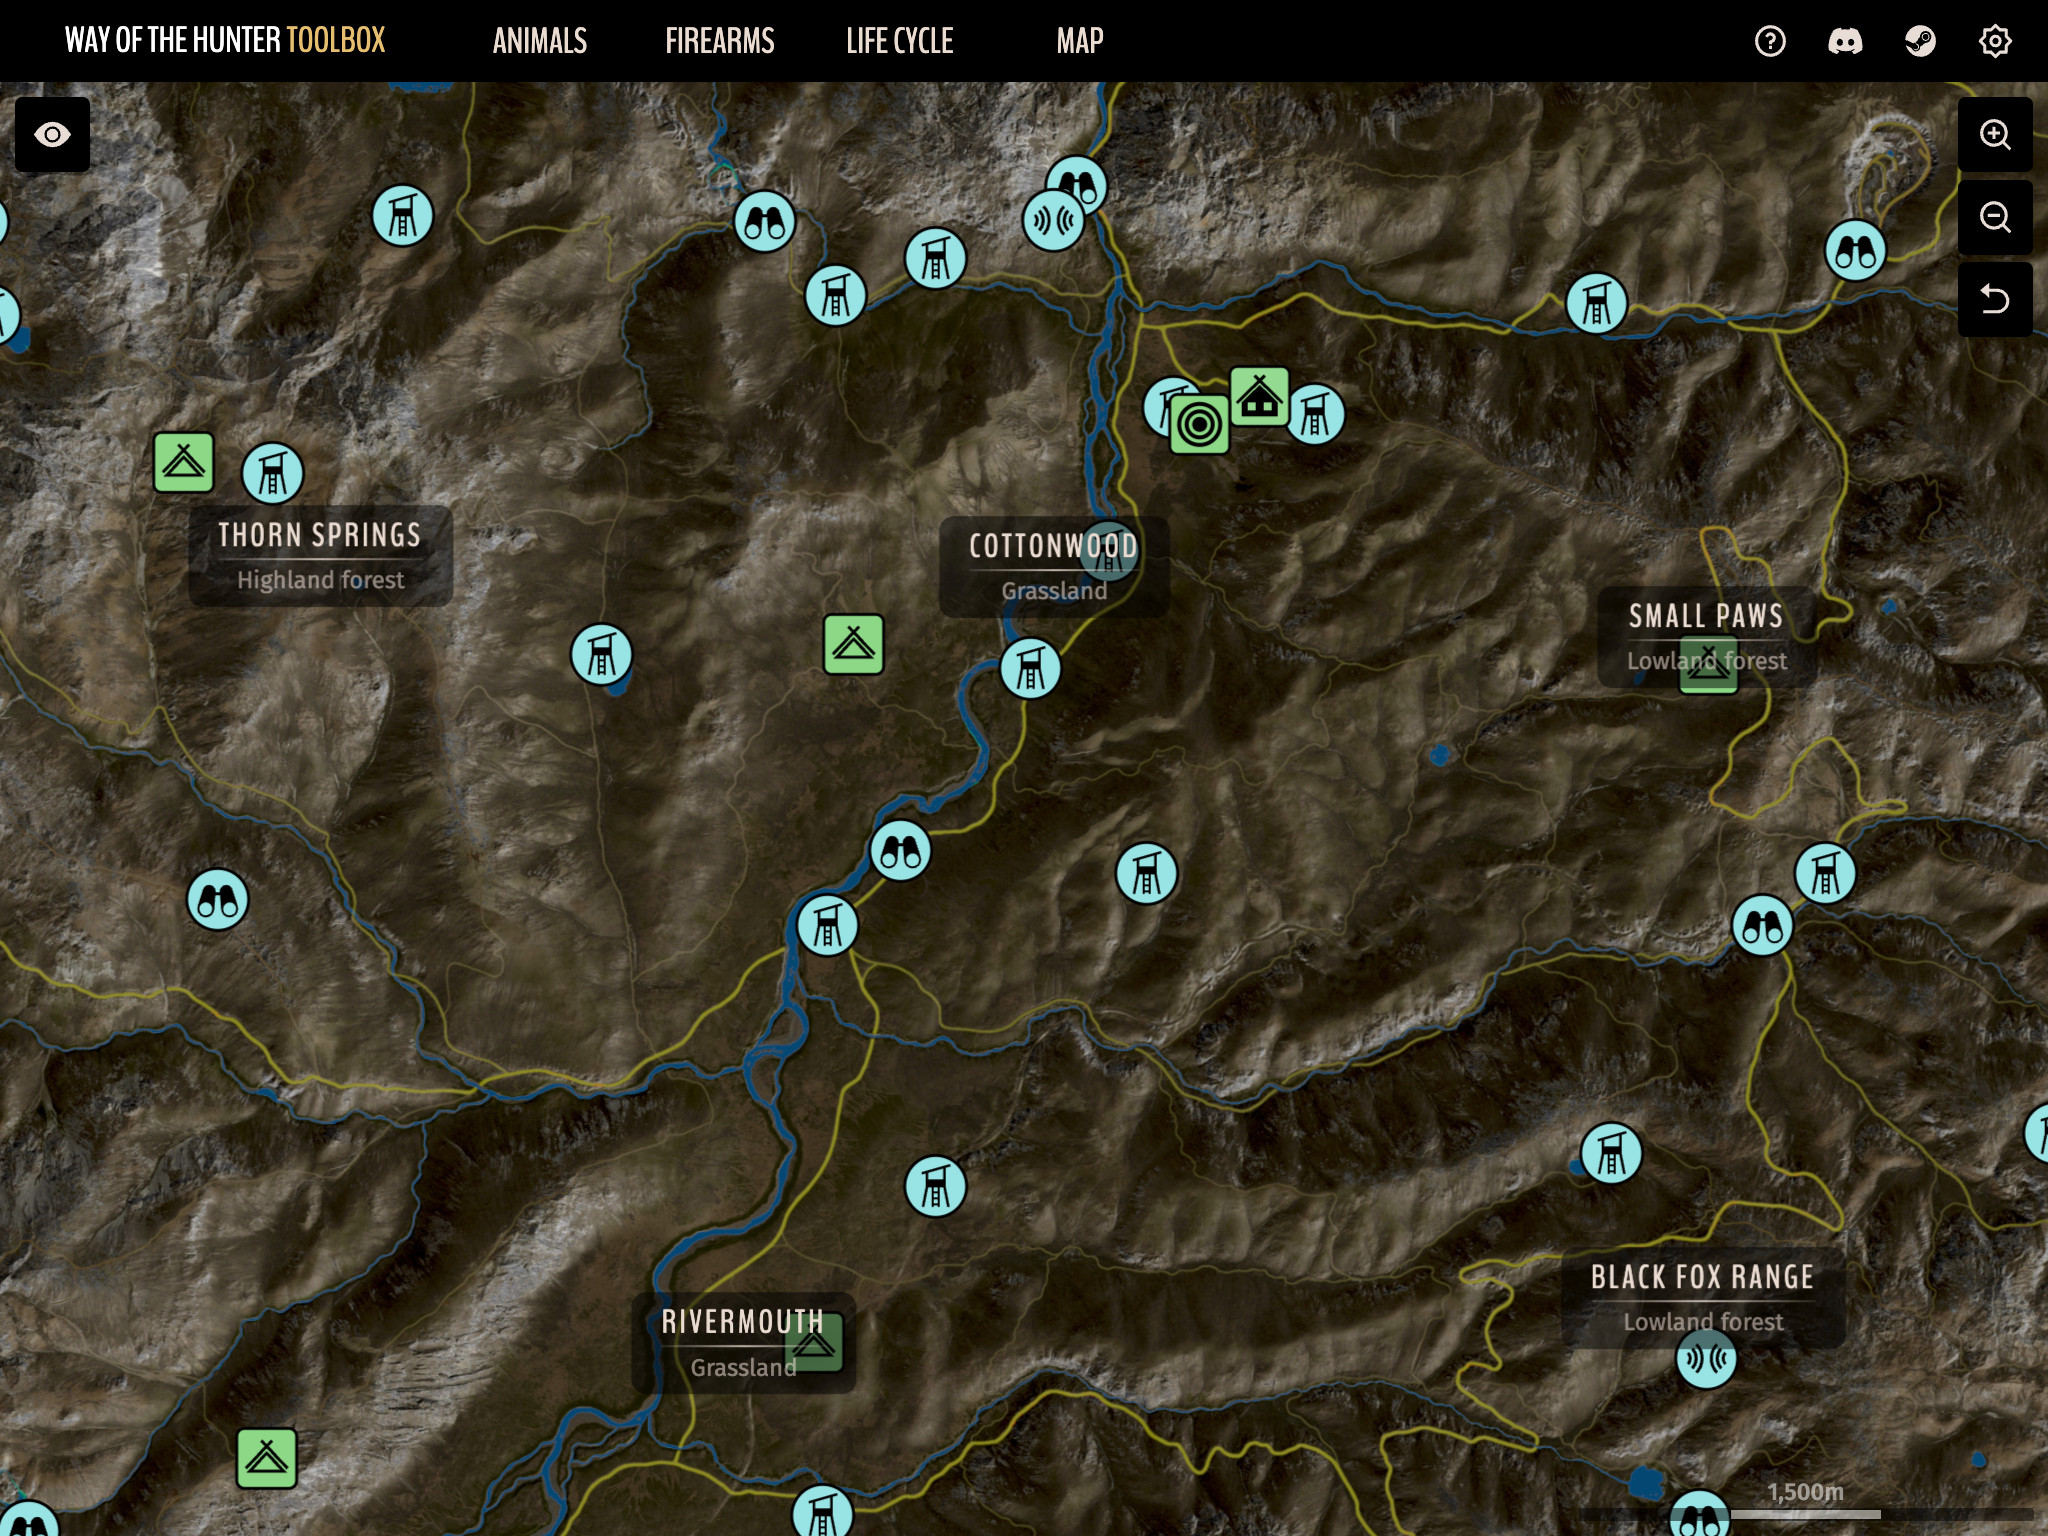 WAY OF THE HUNTER TOOLBOX
ANIMALS
FIREARMS
LIFE CYCLE
MAP
THORN SPRINGS
Highland forest
COTTONWOOD
Grassland
SMALL PAWS
Lowland forest
BLACK FOX RANGE
Lowland forest
RIVERMOUTH
Grassland
1,500m